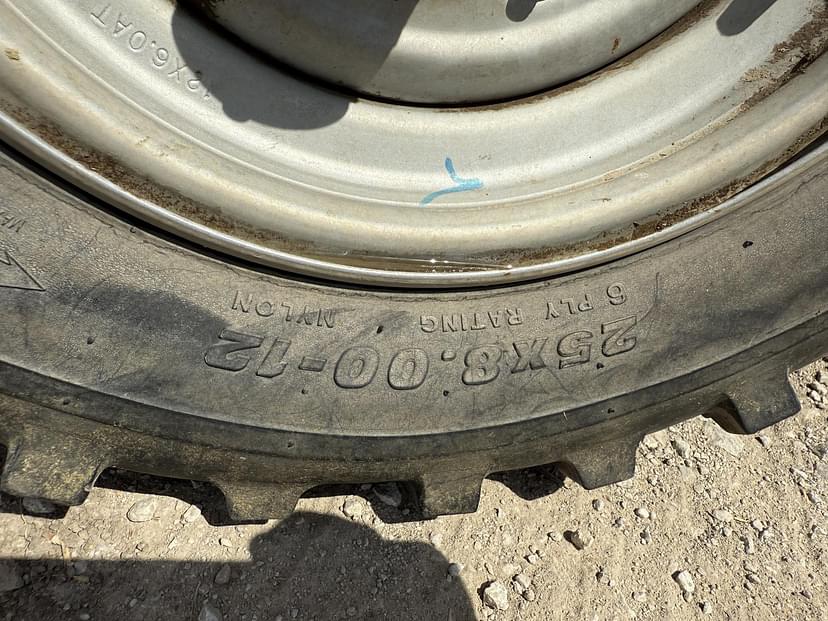 12X6.0AT
25X8.00-12
6 PLY RATING NYLON